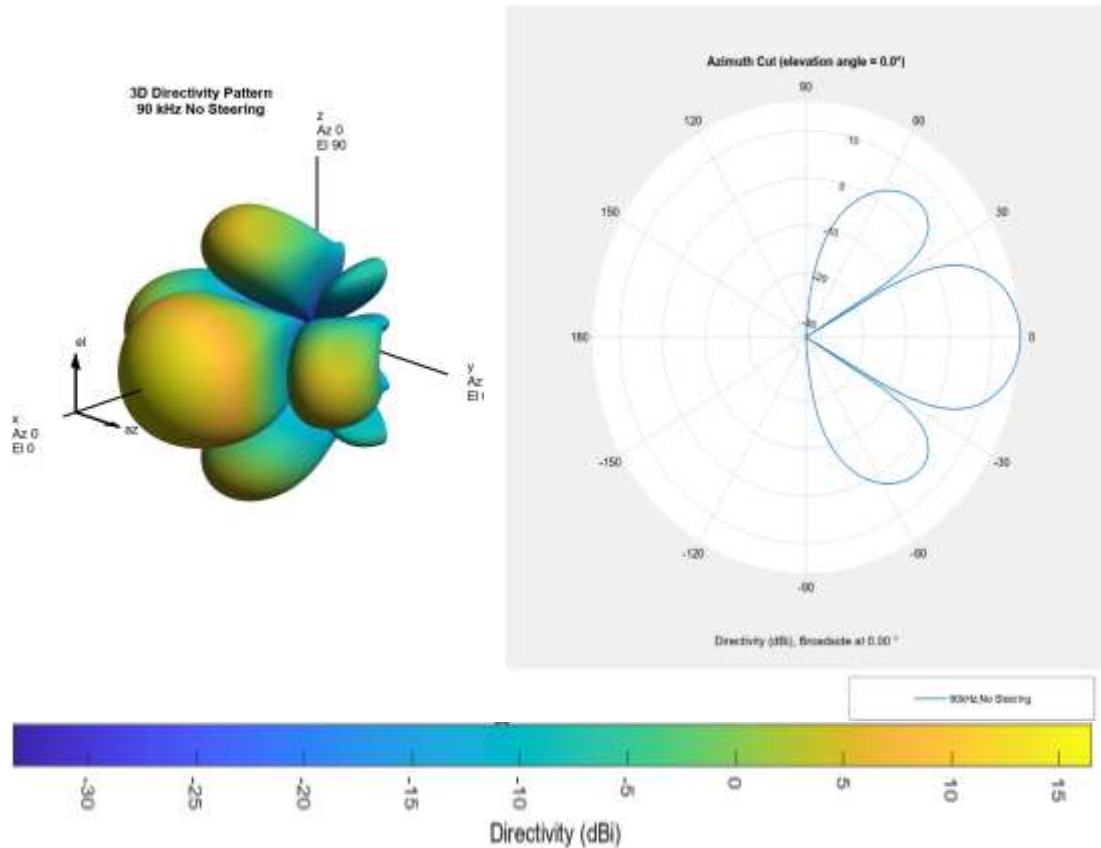 3D Directivity Pattern
90 kHz No Steering
z
Az 0
El 90
y
Az
El
el
az
x
Az 0
El 0
Azimuth Cut (elevation angle = 0.0°)
90
120
60
10
0
150
30
-10
-20
180
0
-150
-30
-120
-60
-90
Directivity (dBi), Broadside at 0.00 °
90kHz;No Steering
-30
-25
-20
-15
-10
-5
0
5
10
15
Directivity (dBi)